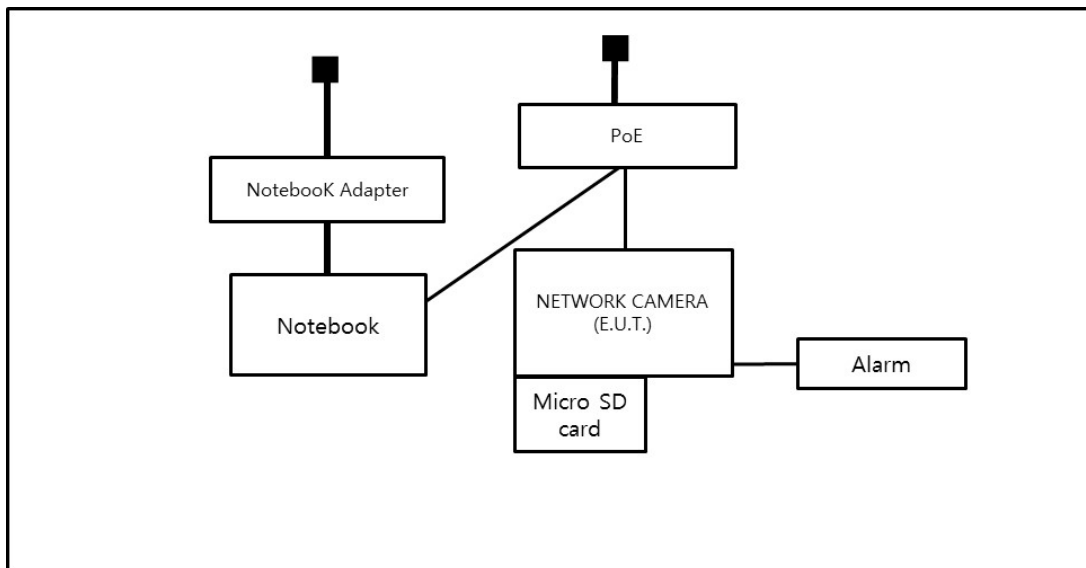 PoE
NotebooK Adapter
Notebook
NETWORK CAMERA
(E.U.T.)
Alarm
Micro SD
card